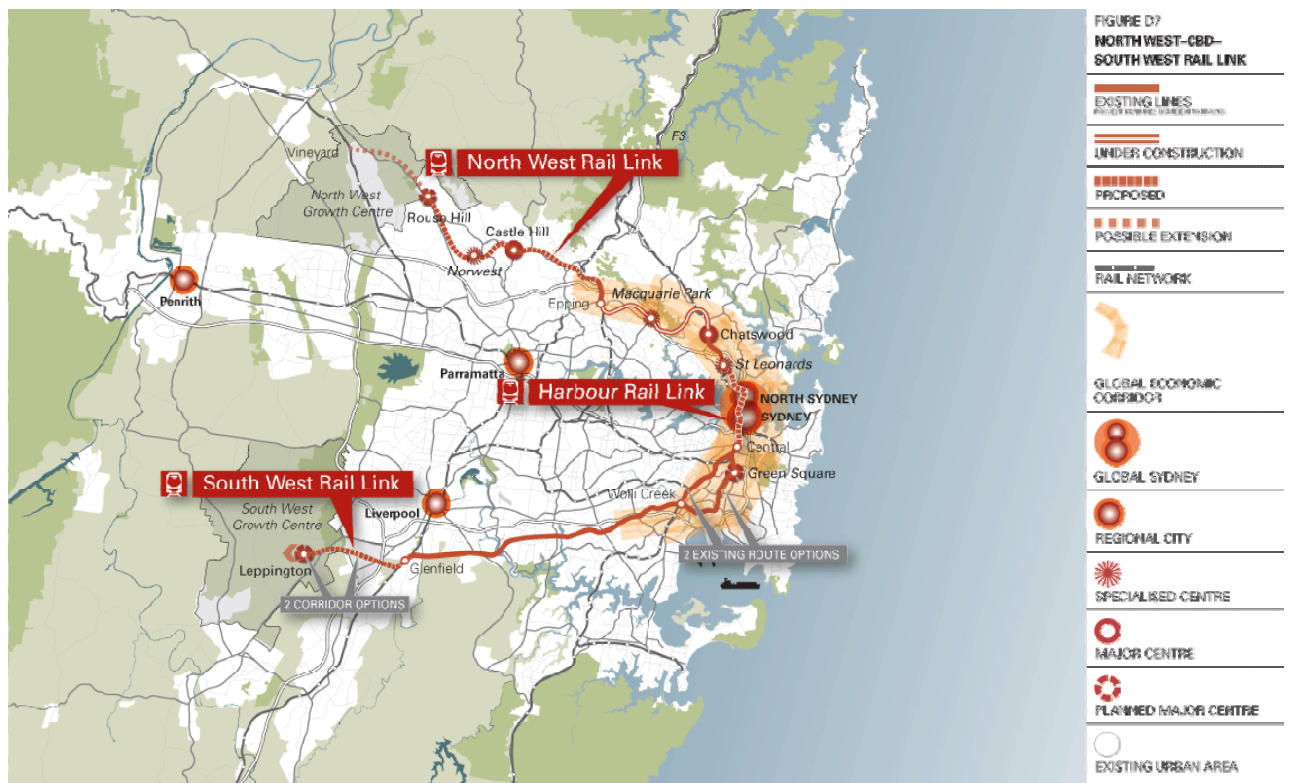 FIGURE D7
NORTH WEST–CBD–
SOUTH WEST RAIL LINK
EXISTING LINES
UNDER CONSTRUCTION
PROPOSED
POSSIBLE EXTENSION
RAIL NETWORK
GLOBAL ECONOMIC
CORRIDOR
GLOBAL SYDNEY
REGIONAL CITY
SPECIALISED CENTRE
MAJOR CENTRE
PLANNED MAJOR CENTRE
EXISTING URBAN AREA
F3
Vineyard
North West Rail Link
North West
Growth Centre
Rouse Hill
Castle Hill
Norwest
Penrith
Epping
Macquarie Park
Chatswood
St Leonards
Parramatta
Harbour Rail Link
NORTH SYDNEY
SYDNEY
Central
Green Square
South West Rail Link
Wolli Creek
South West
Growth Centre
Liverpool
2 EXISTING ROUTE OPTIONS
Leppington
Glenfield
2 CORRIDOR OPTIONS